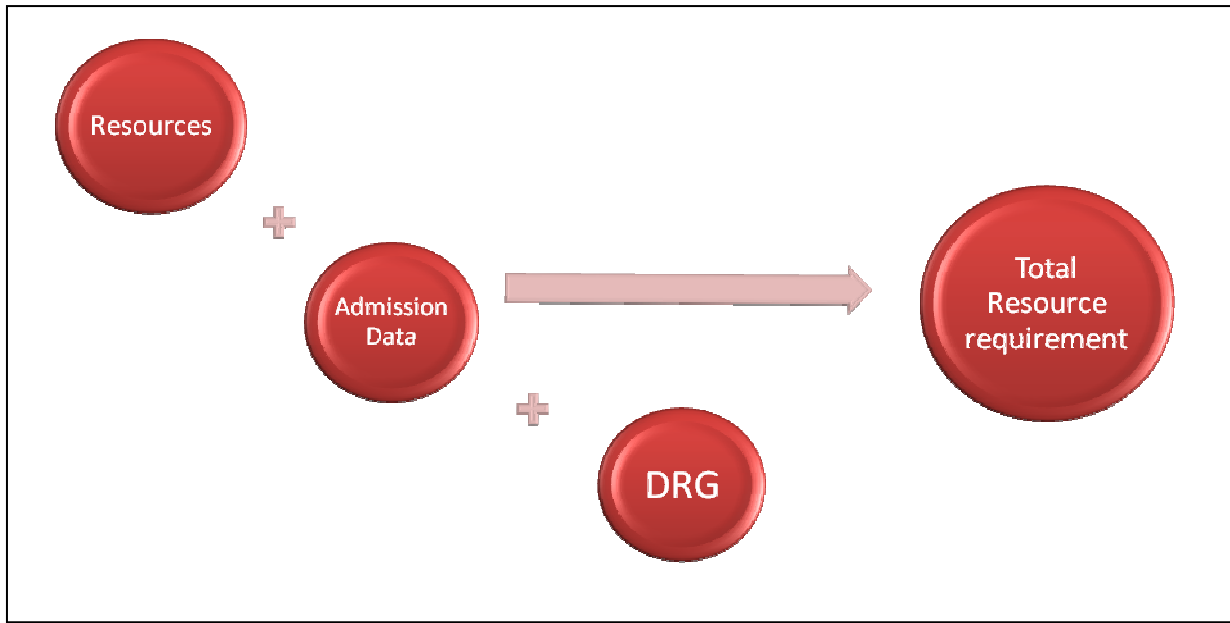 Resources
Admission
Data
DRG
Total
Resource
requirement